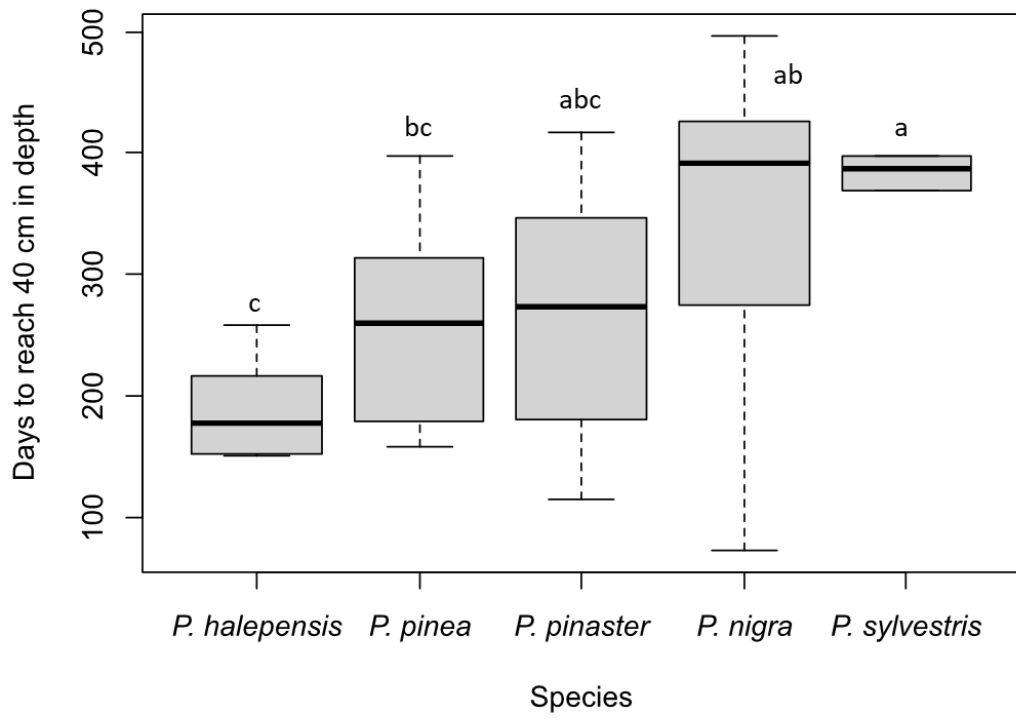 500
400
300
200
100
Days to reach 40 cm in depth
c
bc
abc
ab
a
P. halepensis P. pinea P. pinaster P. nigra P. sylvestris
Species